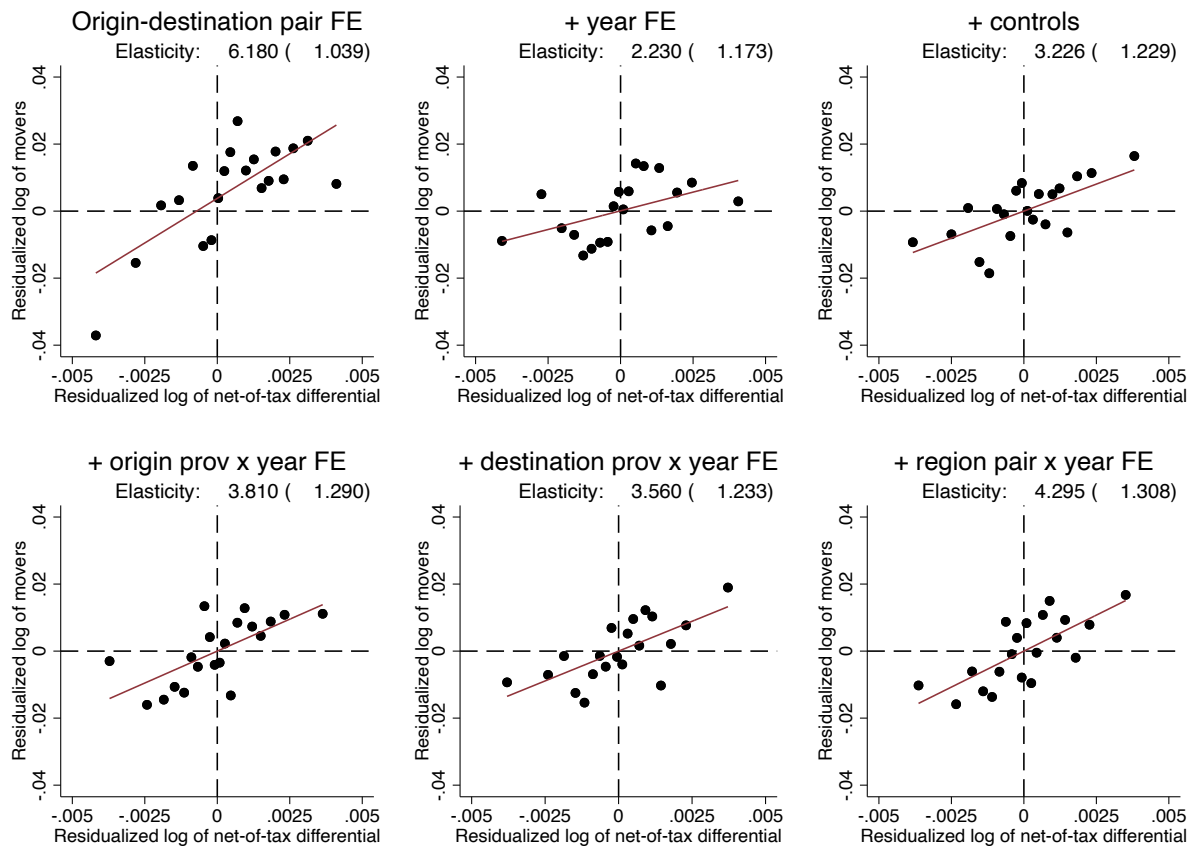 Origin-destination pair FE
Elasticity: 6.180 ( 1.039)
.04
.02
0
-.02
-.04
Residualized log of movers
-.005 -.0025 0 .0025 .005
Residualized log of net-of-tax differential
+ year FE
Elasticity: 2.230 ( 1.173)
.04
.02
0
-.02
-.04
Residualized log of movers
-.005 -.0025 0 .0025 .005
Residualized log of net-of-tax differential
+ controls
Elasticity: 3.226 ( 1.229)
.04
.02
0
-.02
-.04
Residualized log of movers
-.005 -.0025 0 .0025 .005
Residualized log of net-of-tax differential
+ origin prov x year FE
Elasticity: 3.810 ( 1.290)
.04
.02
0
-.02
-.04
Residualized log of movers
-.005 -.0025 0 .0025 .005
Residualized log of net-of-tax differential
+ destination prov x year FE
Elasticity: 3.560 ( 1.233)
.04
.02
0
-.02
-.04
Residualized log of movers
-.005 -.0025 0 .0025 .005
Residualized log of net-of-tax differential
+ region pair x year FE
Elasticity: 4.295 ( 1.308)
.04
.02
0
-.02
-.04
Residualized log of movers
-.005 -.0025 0 .0025 .005
Residualized log of net-of-tax differential